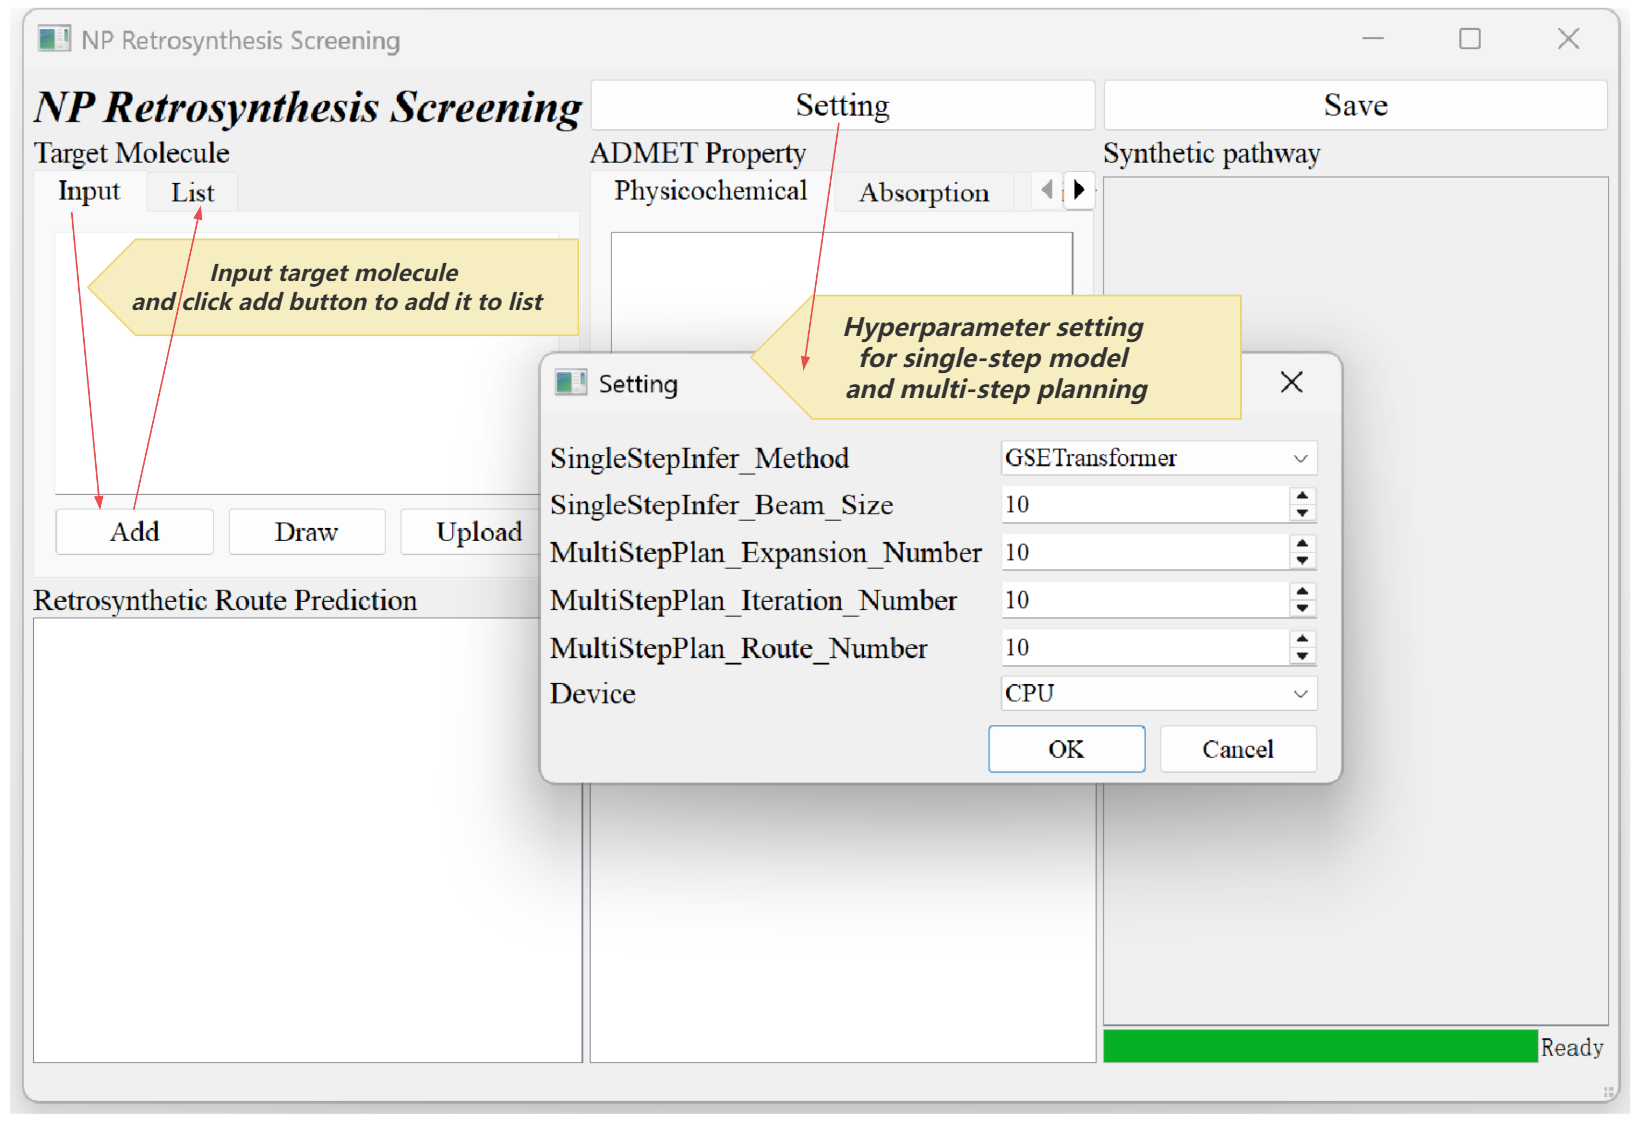 NP Retrosynthesis Screening
NP Retrosynthesis Screening
Setting
Save
Target Molecule
ADMET Property
Synthetic pathway
Input
List
Physicochemical
Absorption
Input target molecule
and click add button to add it to list
Hyperparameter setting
for single-step model
and multi-step planning
Setting
SingleStepInfer_Method
GSETransformer
SingleStepInfer_Beam_Size
10
MultiStepPlan_Expansion_Number
10
MultiStepPlan_Iteration_Number
10
MultiStepPlan_Route_Number
10
Device
CPU
OK
Cancel
Add
Draw
Upload
Retrosynthetic Route Prediction
Ready